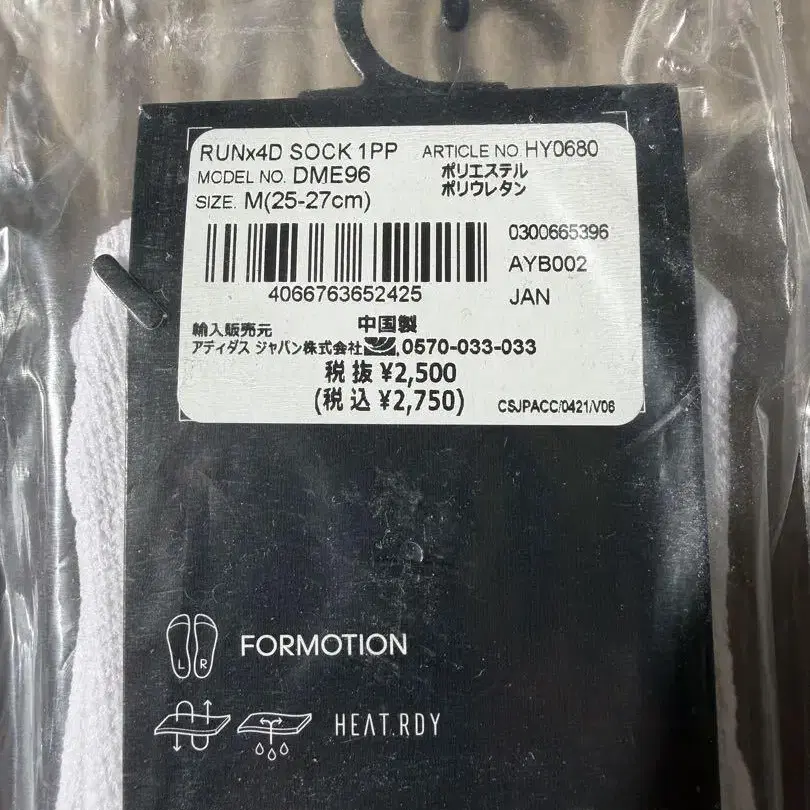 RUNx4D SOCK 1PP ARTICLE NO. HY0680
MODEL NO. DME96 ポリエステル
ポリウレタン
SIZE. M(25-27cm)
0300665396
AYB002
4066763652425 JAN
輸入販売元 中国製
アディダス ジャパン株式会社 0570-033-033
税抜 ¥2,500
(税込 ¥2,750) CSJPACC/0421/V06
L R FORMOTION
HEAT.RDY